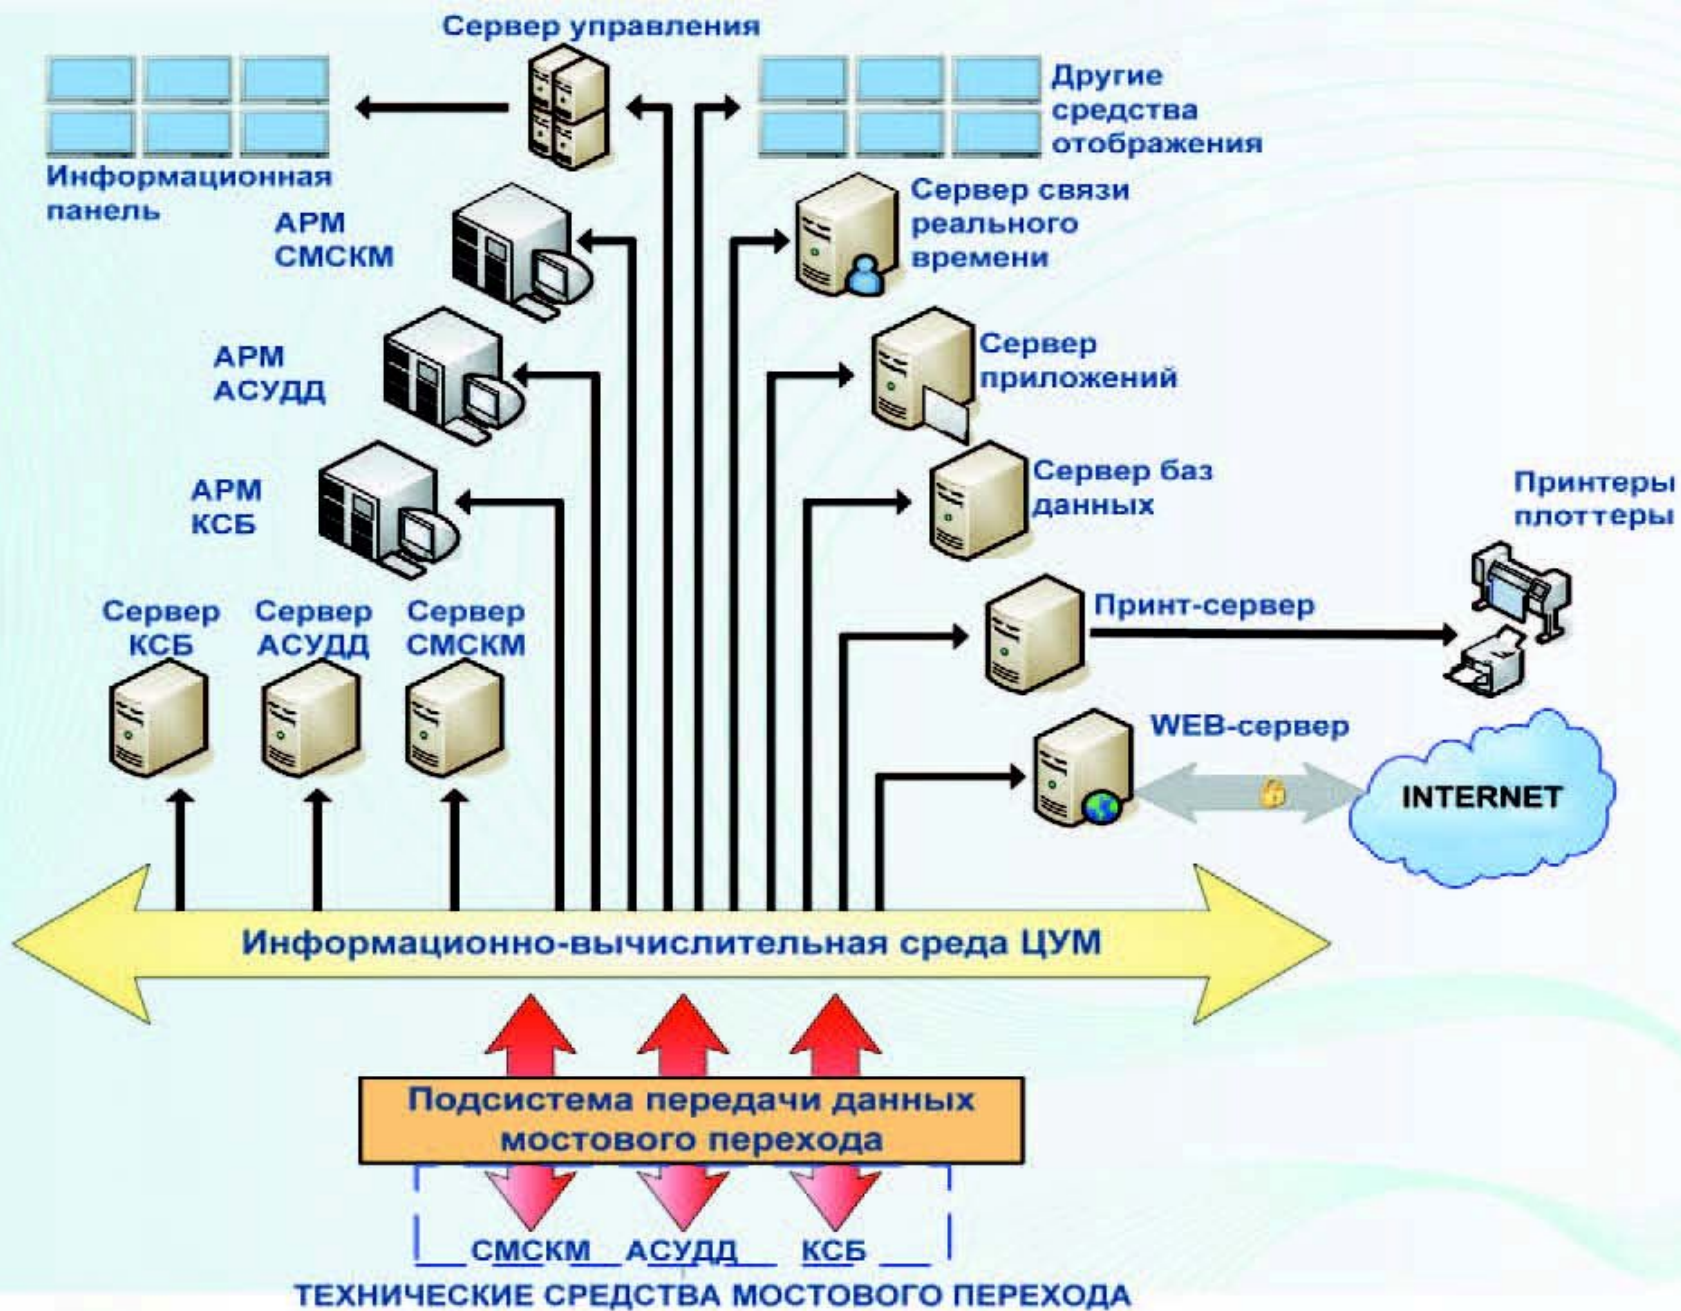 Сервер управления
Другие
средства
отображения
Информационная
панель
Сервер связи
реального
времени
АРМ
СМСКМ
Сервер
приложений
АРМ
АСУДД
Сервер баз
данных
АРМ
КСБ
Принтеры
плоттеры
Сервер
КСБ
Сервер
АСУДД
Сервер
СМСКМ
Принт-сервер
WEB-сервер
INTERNET
Информационно-вычислительная среда ЦУМ
Подсистема передачи данных
мостового перехода
СМСКМ АСУДД КСБ
ТЕХНИЧЕСКИЕ СРЕДСТВА МОСТОВОГО ПЕРЕХОДА